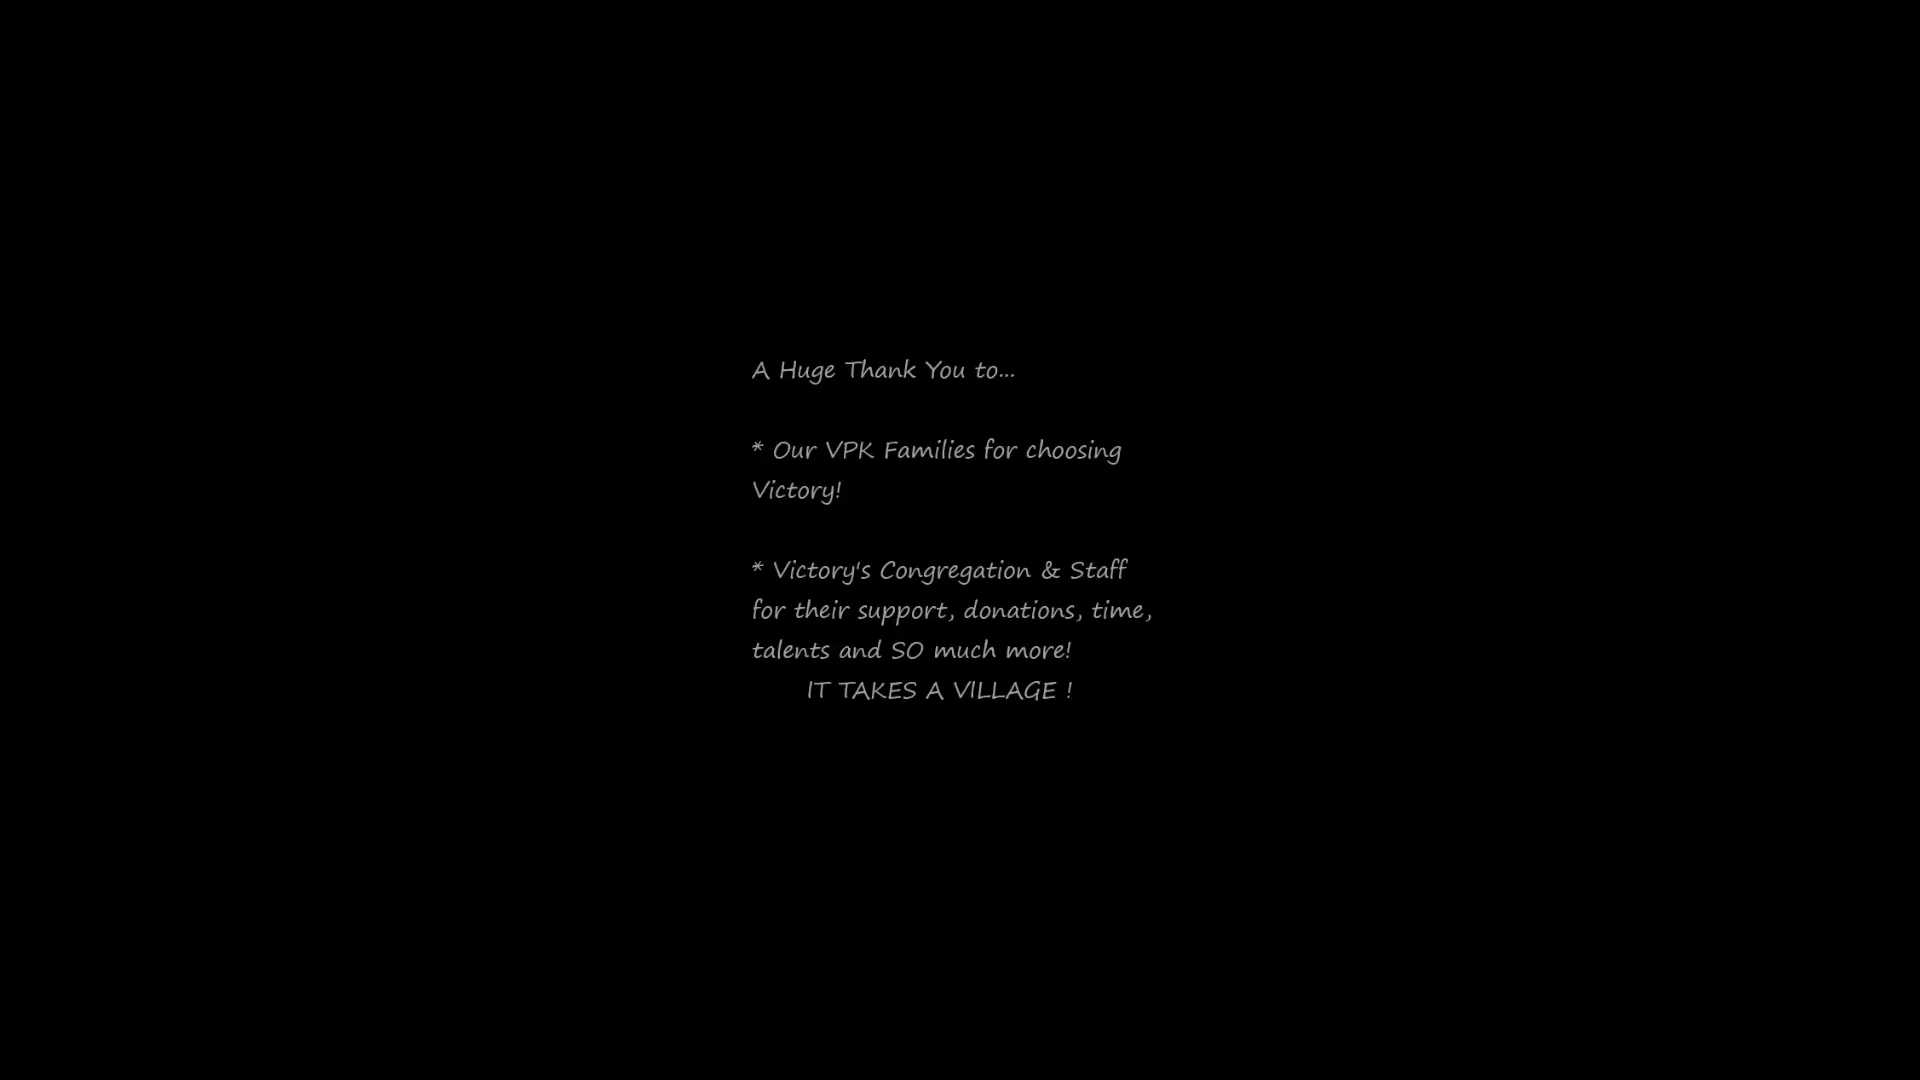 A Huge Thank You to...
* Our VPK Families for choosing
Victory!
* Victory's Congregation & Staff
for their support, donations, time,
talents and SO much more!
IT TAKES A VILLAGE !